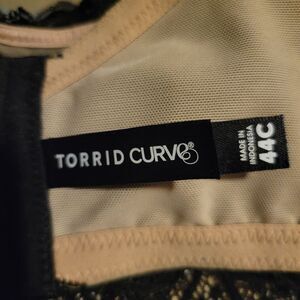 TORRID CURVE®
MADE IN
INDONESIA
44C